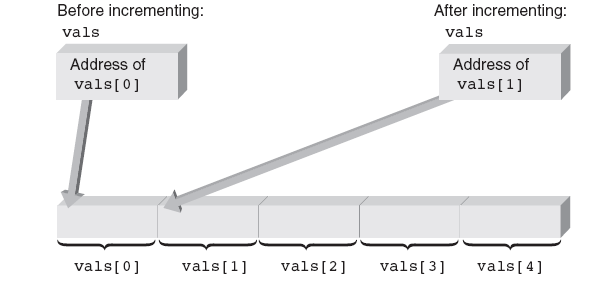 Before incrementing:
After incrementing:
vals
vals
Address of
vals[0]
Address of
vals[1]
vals[0]
vals[1]
vals[2]
vals[3]
vals[4]